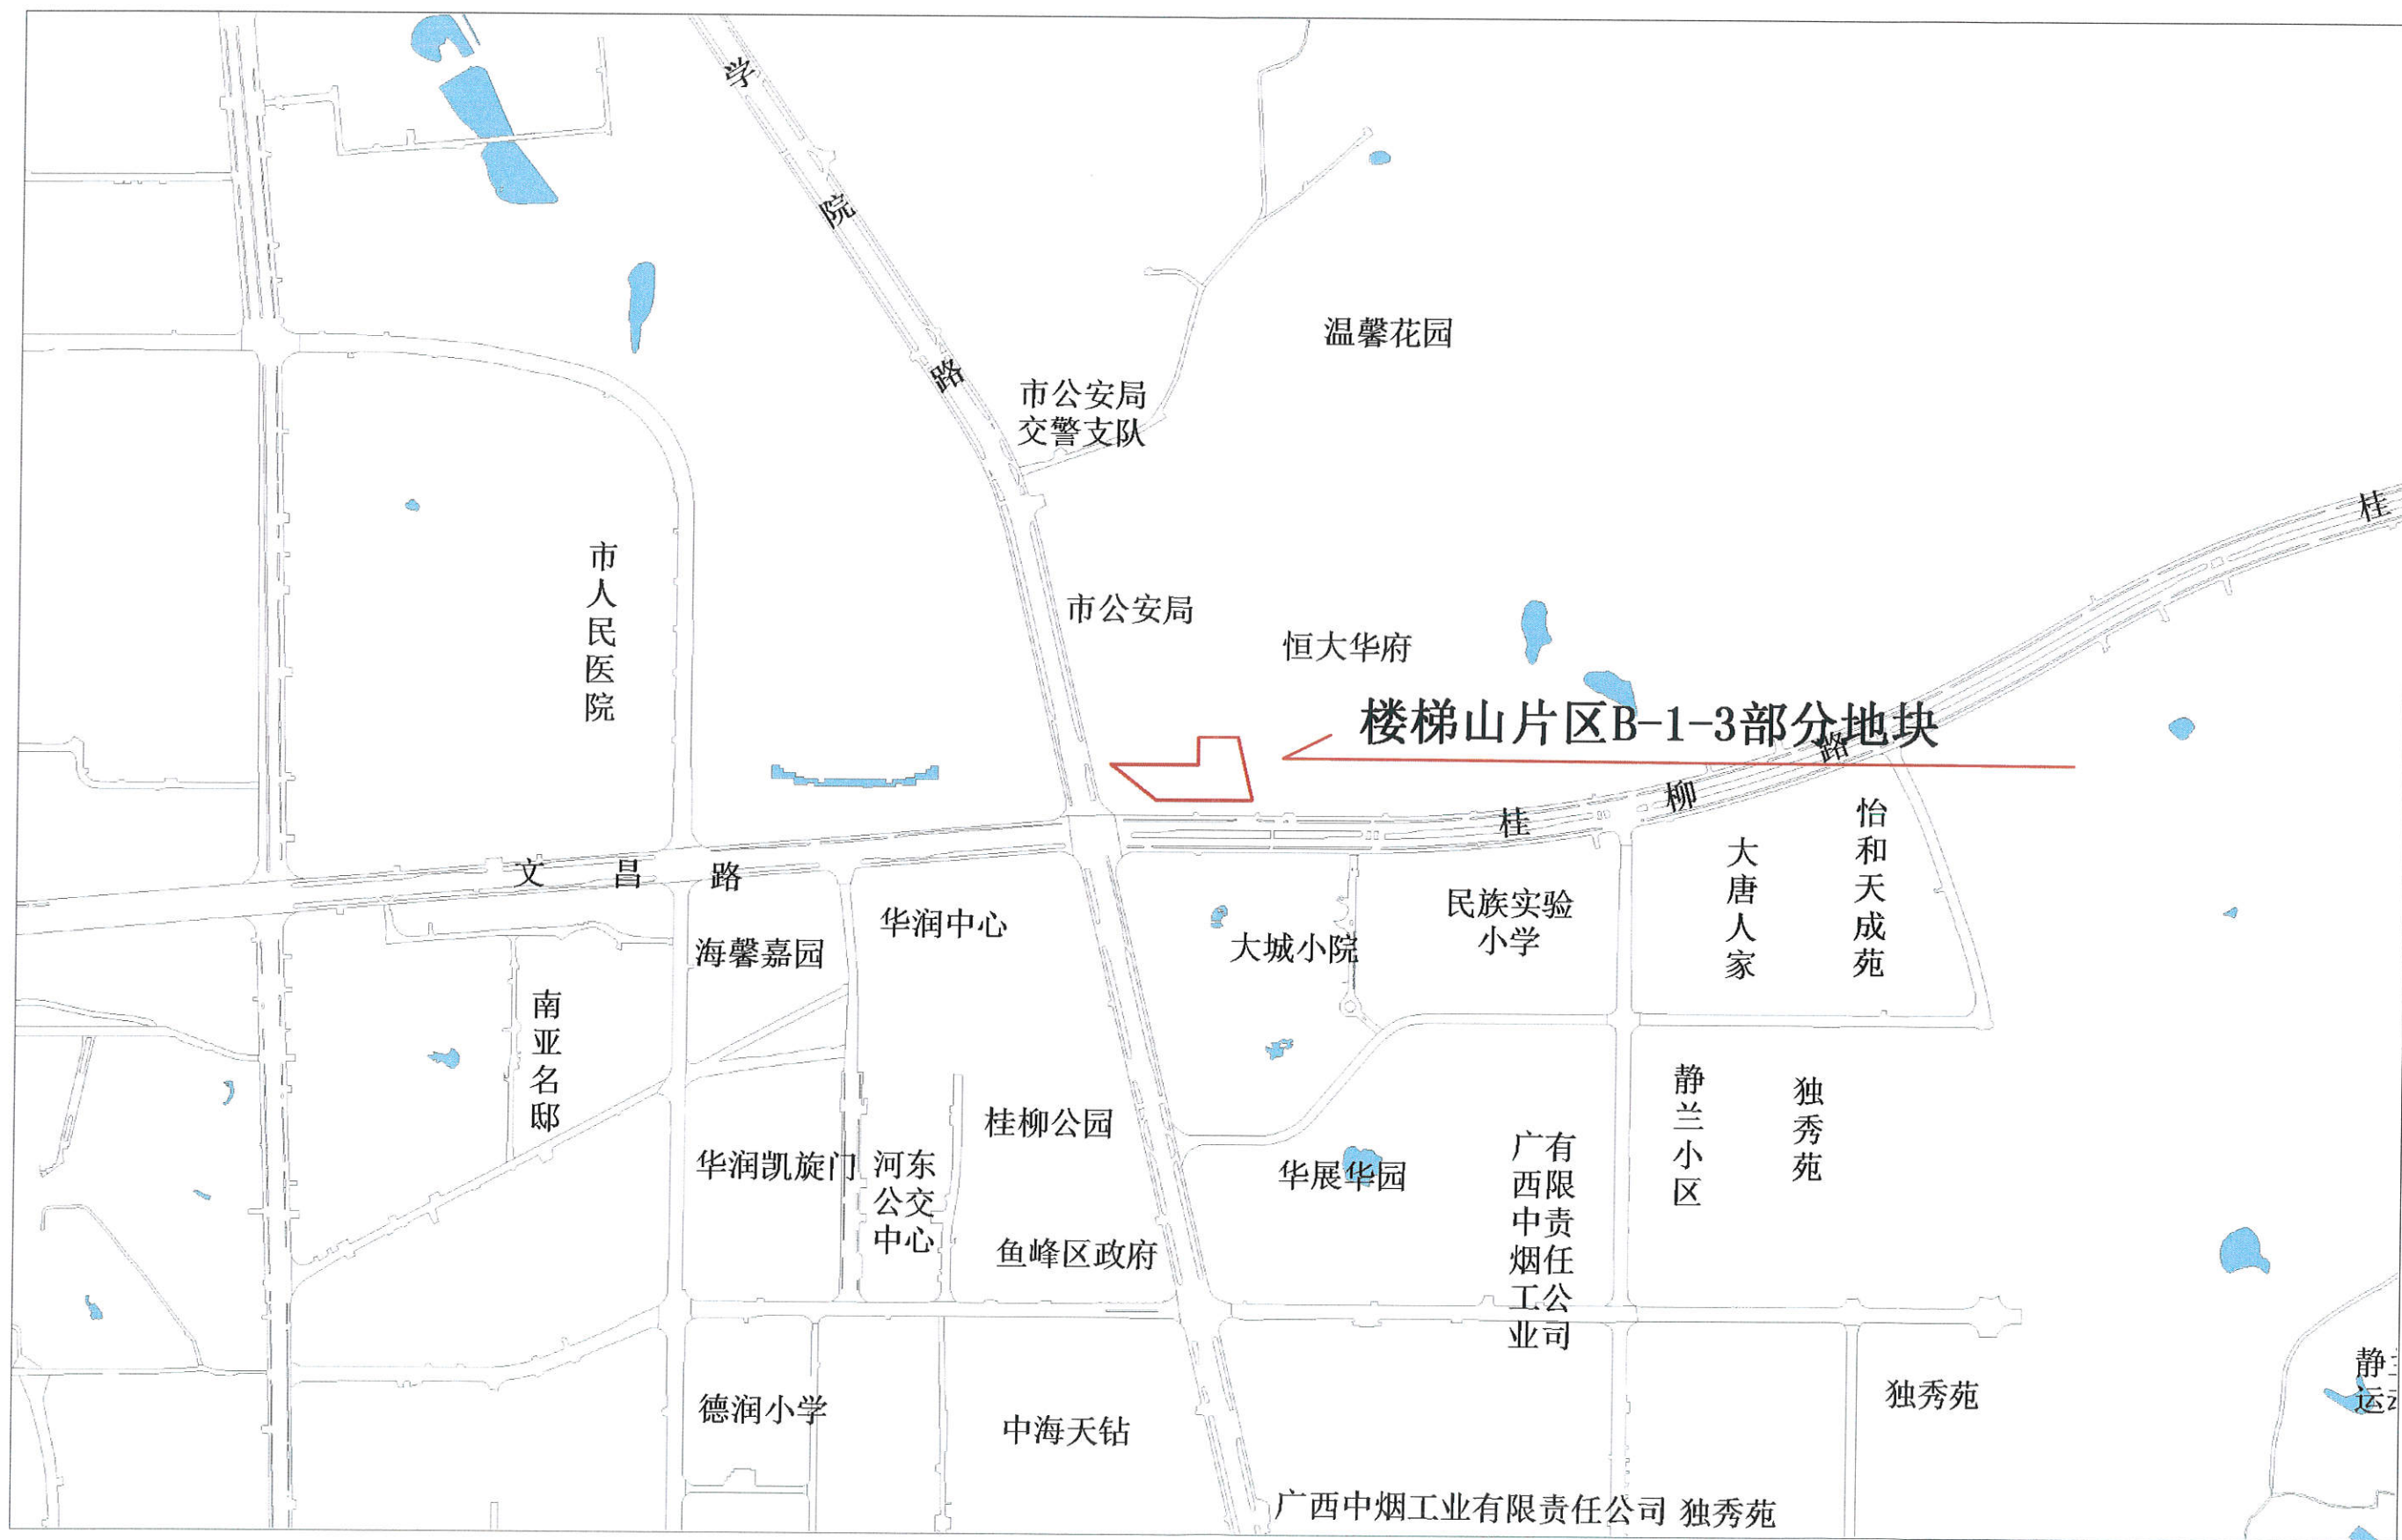 学院路
温馨花园
市公安局
交警支队
桂
市人民医院
市公安局
恒大华府
楼梯山片区B-1-3部分地块
桂柳路
文昌路
怡和天成苑
大唐人家
民族实验
小学
大城小院
华润中心
海馨嘉园
南亚名邸
静兰小区
独秀苑
桂柳公园
华润凯旋门
河东
公交
中心
华展华园
广西中烟工业
有限责任公司
鱼峰区政府
德润小学
中海天钻
独秀苑
静
运
广西中烟工业有限责任公司 独秀苑